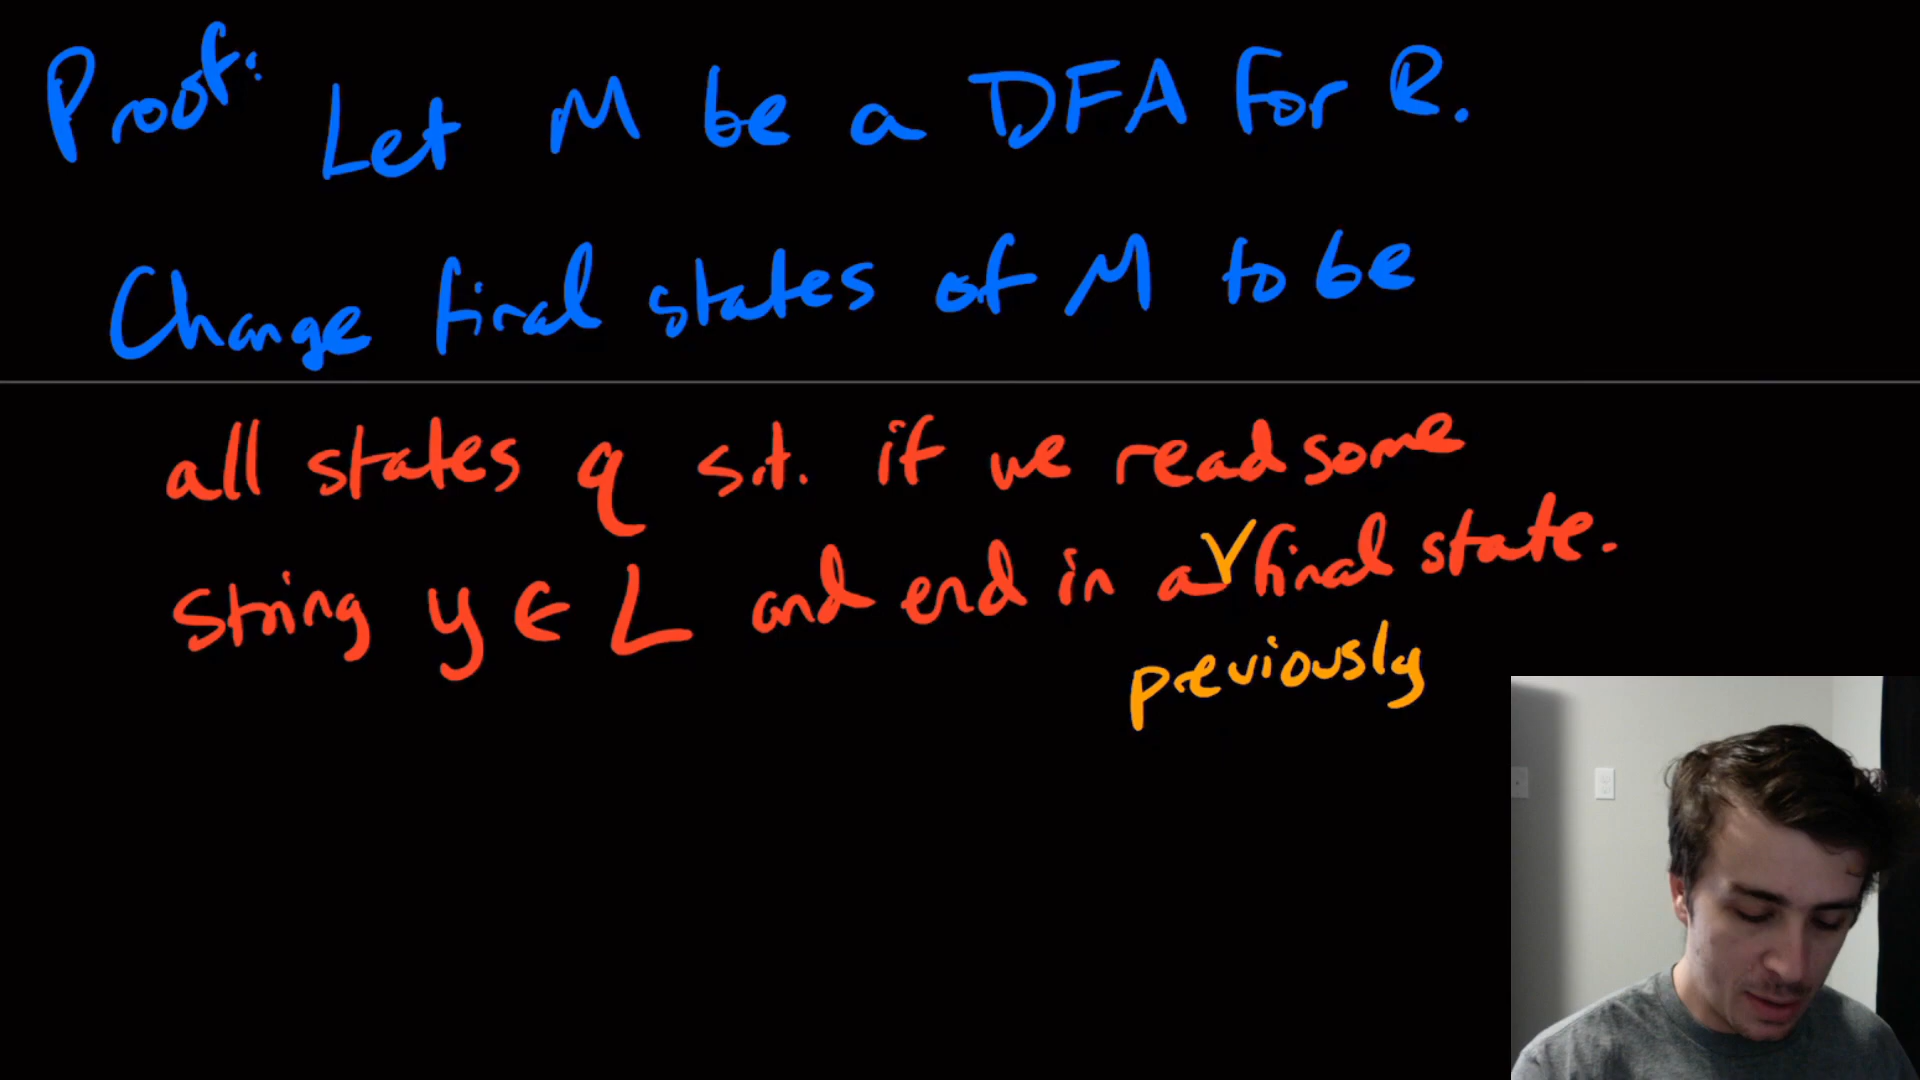 Proof: Let M be a DFA for R.
Change final states of M to be
all states q s.t. if we read some
string y ∈ L and end in a final state.
previously